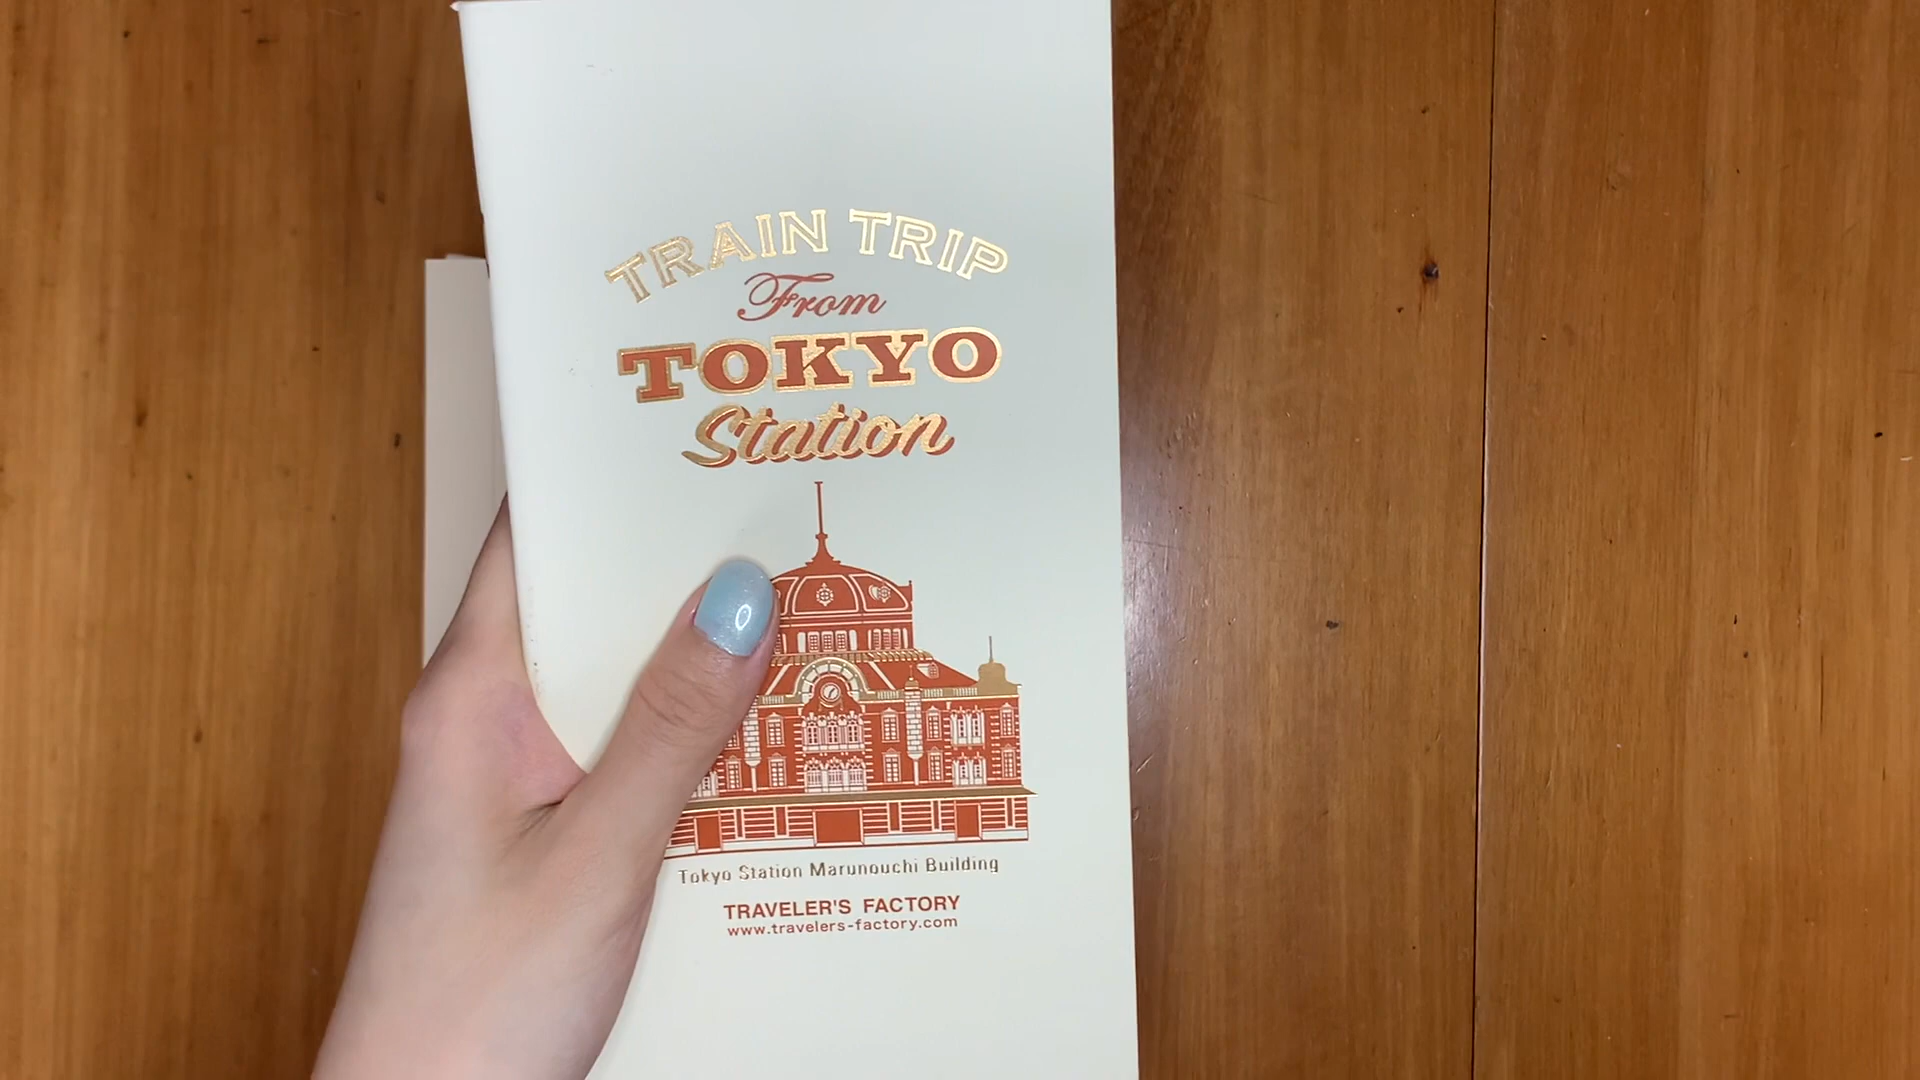 TRAIN TRIP
From
TOKYO
Station
Tokyo Station Marunouchi Building
TRAVELER'S FACTORY
www.travelers-factory.com